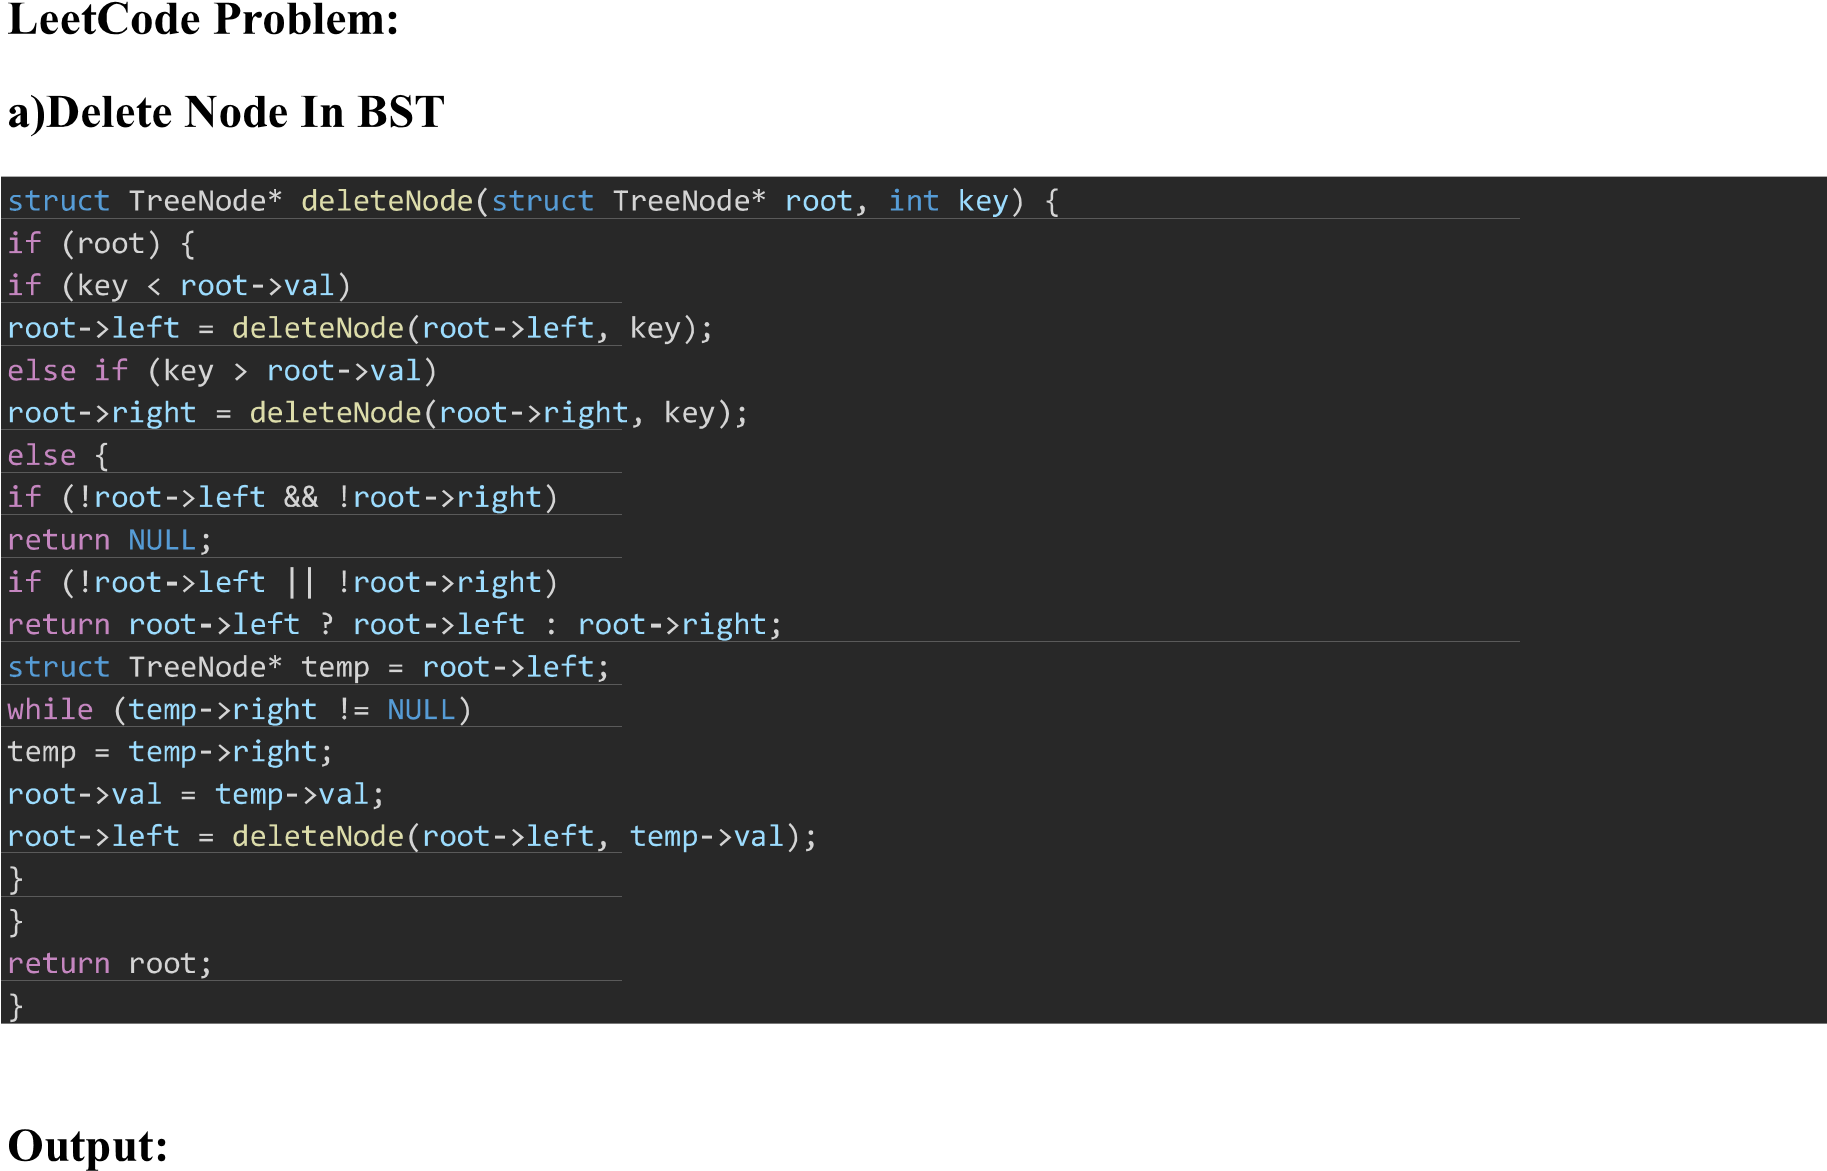 LeetCode Problem:
a)Delete Node In BST
struct TreeNode* deleteNode(struct TreeNode* root, int key) {
if (root) {
if (key < root->val)
root->left = deleteNode(root->left, key);
else if (key > root->val)
root->right = deleteNode(root->right, key);
else {
if (!root->left && !root->right)
return NULL;
if (!root->left || !root->right)
return root->left ? root->left : root->right;
struct TreeNode* temp = root->left;
while (temp->right != NULL)
temp = temp->right;
root->val = temp->val;
root->left = deleteNode(root->left, temp->val);
}
}
return root;
}
Output: